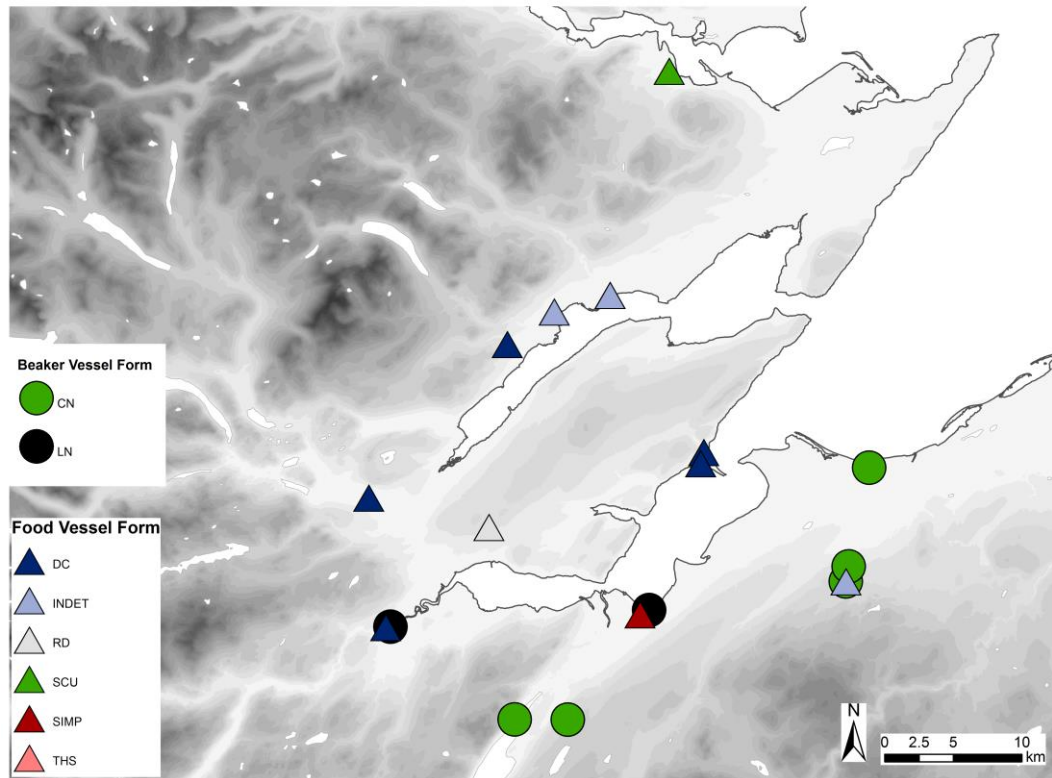 Beaker Vessel Form
CN
LN
Food Vessel Form
DC
INDET
RD
SCU
SIMP
THS
N
0 2.5 5 10
km